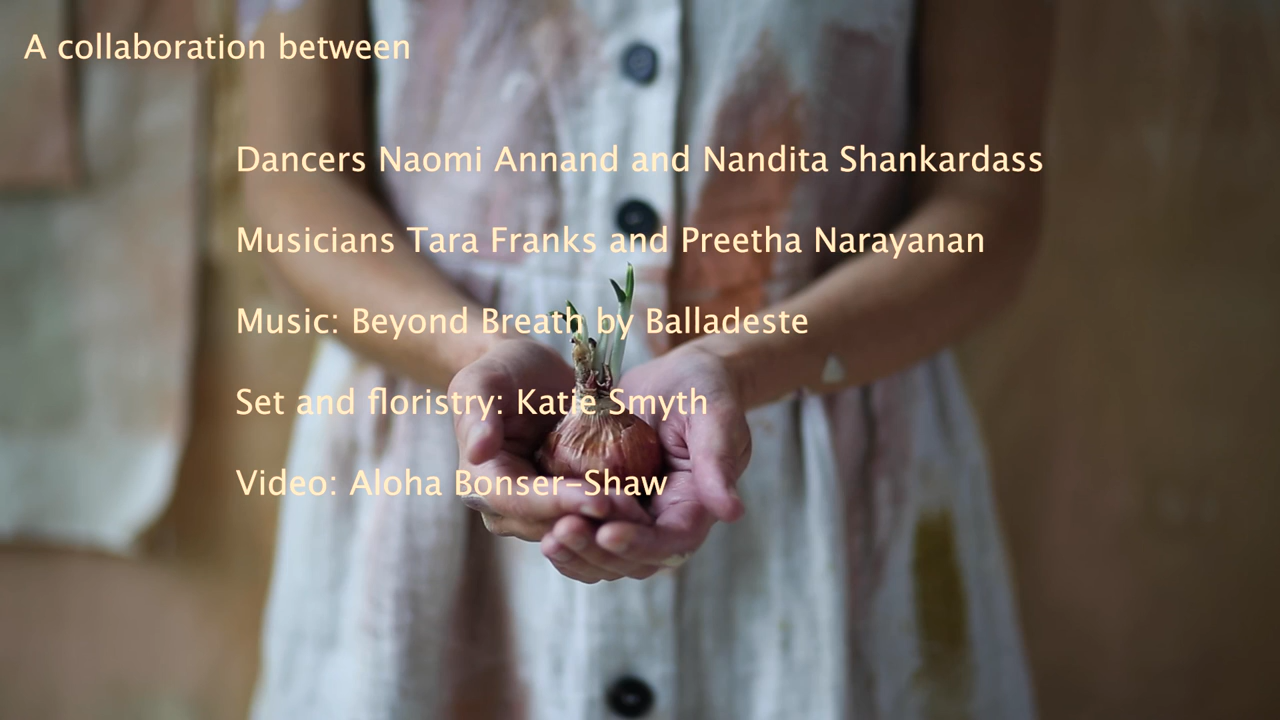 A collaboration between
Dancers Naomi Annand and Nandita Shankardass
Musicians Tara Franks and Preetha Narayanan
Music: Beyond Breath by Balladeste
Set and floristry: Katie Smyth
Video: Aloha Bonser-Shaw